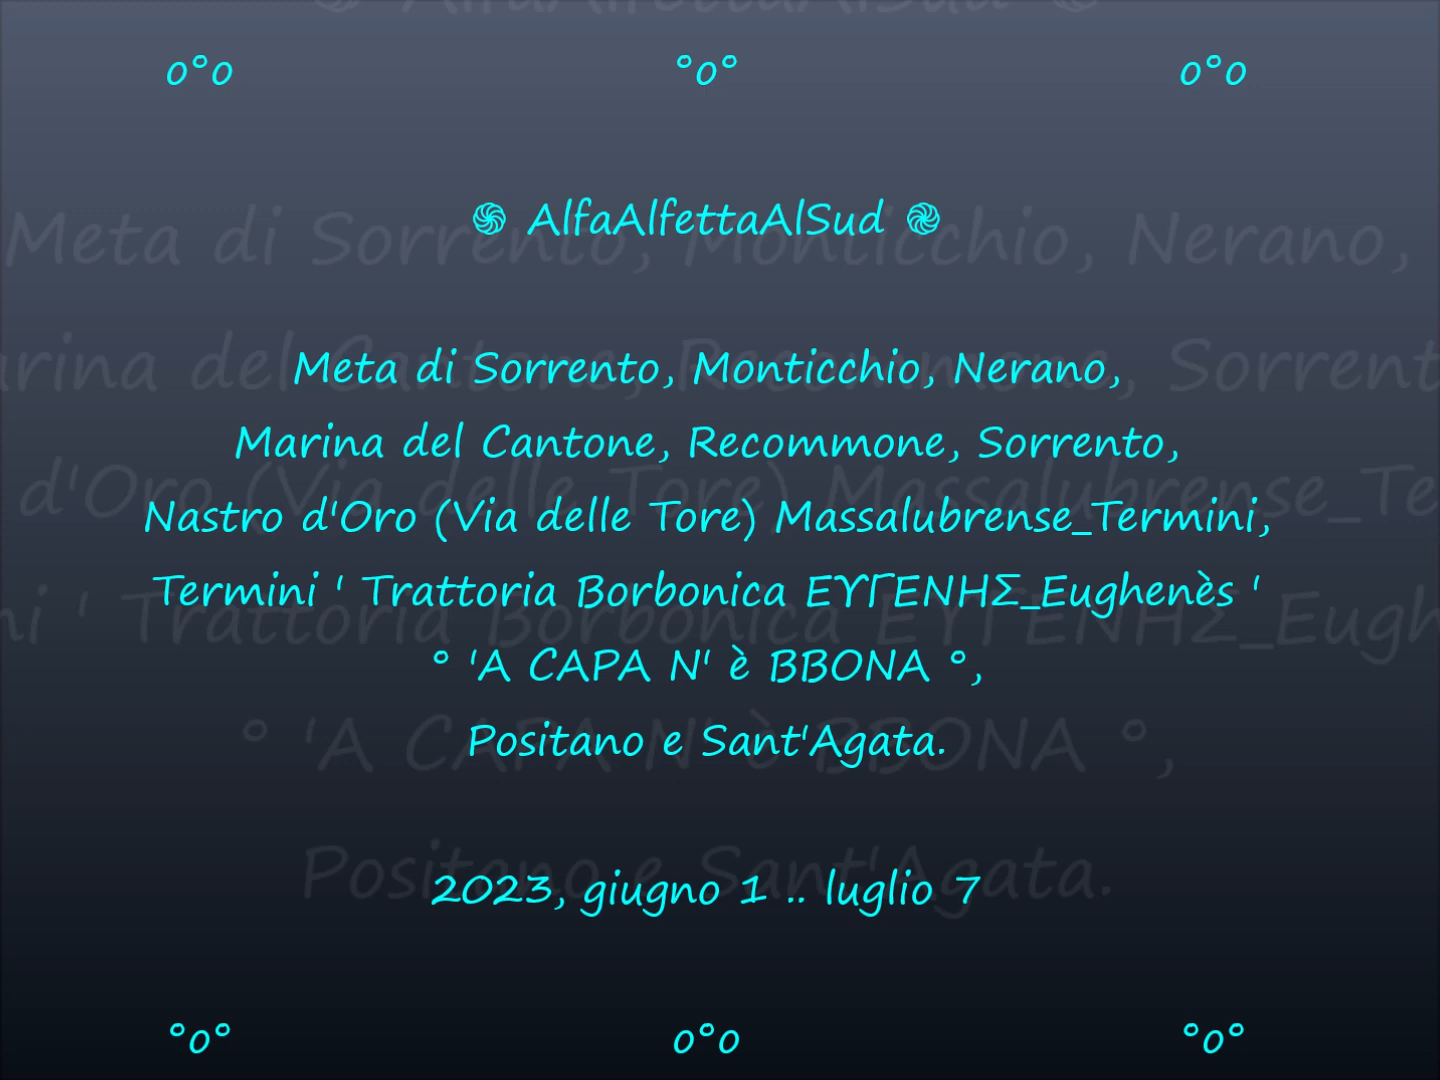 o°o °o° o°o
֍ AlfaAlfettaAlSud ֎
Meta di Sorrento, Monticchio, Nerano,
Marina del Cantone, Recommone, Sorrento,
Nastro d'Oro (Via delle Tore) Massalubrense_Termini,
Termini ' Trattoria Borbonica ΕΥΓΕΝΗΣ_Eughenès '
° 'A CAPA N' è BBONA °,
Positano e Sant'Agata.
2023, giugno 1 .. luglio 7
°o° o°o °o°